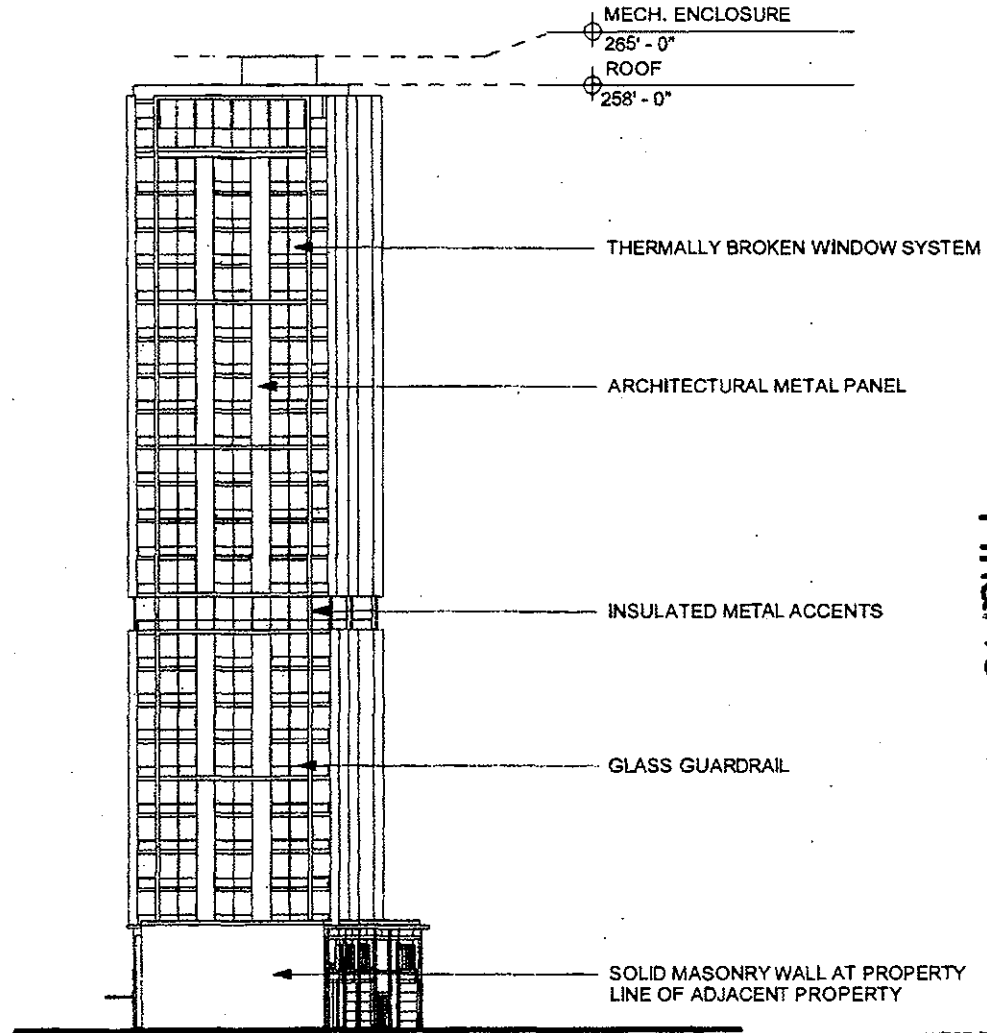 MECH. ENCLOSURE
265' - 0"
ROOF
258' - 0"
THERMALLY BROKEN WINDOW SYSTEM
ARCHITECTURAL METAL PANEL
INSULATED METAL ACCENTS
GLASS GUARDRAIL
SOLID MASONRY WALL AT PROPERTY
LINE OF ADJACENT PROPERTY